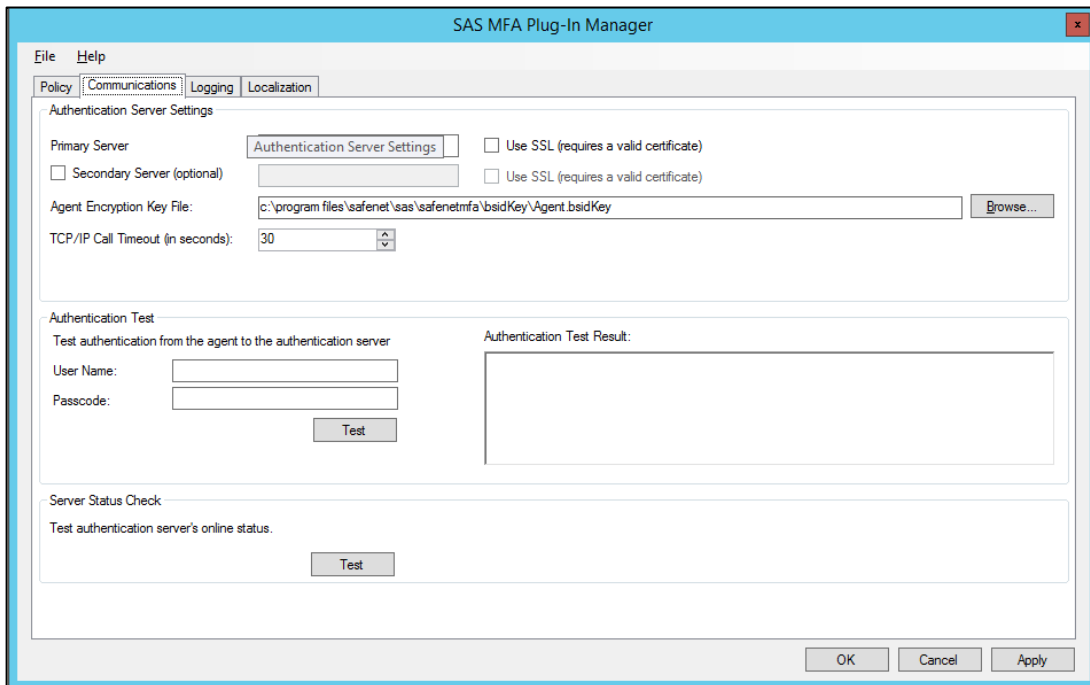 SAS MFA Plug-In Manager
x
File Help
Policy Communications Logging Localization
Authentication Server Settings
Primary Server Authentication Server Settings Use SSL (requires a valid certificate)
Secondary Server (optional) Use SSL (requires a valid certificate)
Agent Encryption Key File: c:\program files\safenet\sas\safenetmfa\bsidKey\Agent.bsidKey Browse...
TCP/IP Call Timeout (in seconds): 30
Authentication Test
Test authentication from the agent to the authentication server Authentication Test Result:
User Name:
Passcode:
Test
Server Status Check
Test authentication server's online status.
Test
OK Cancel Apply